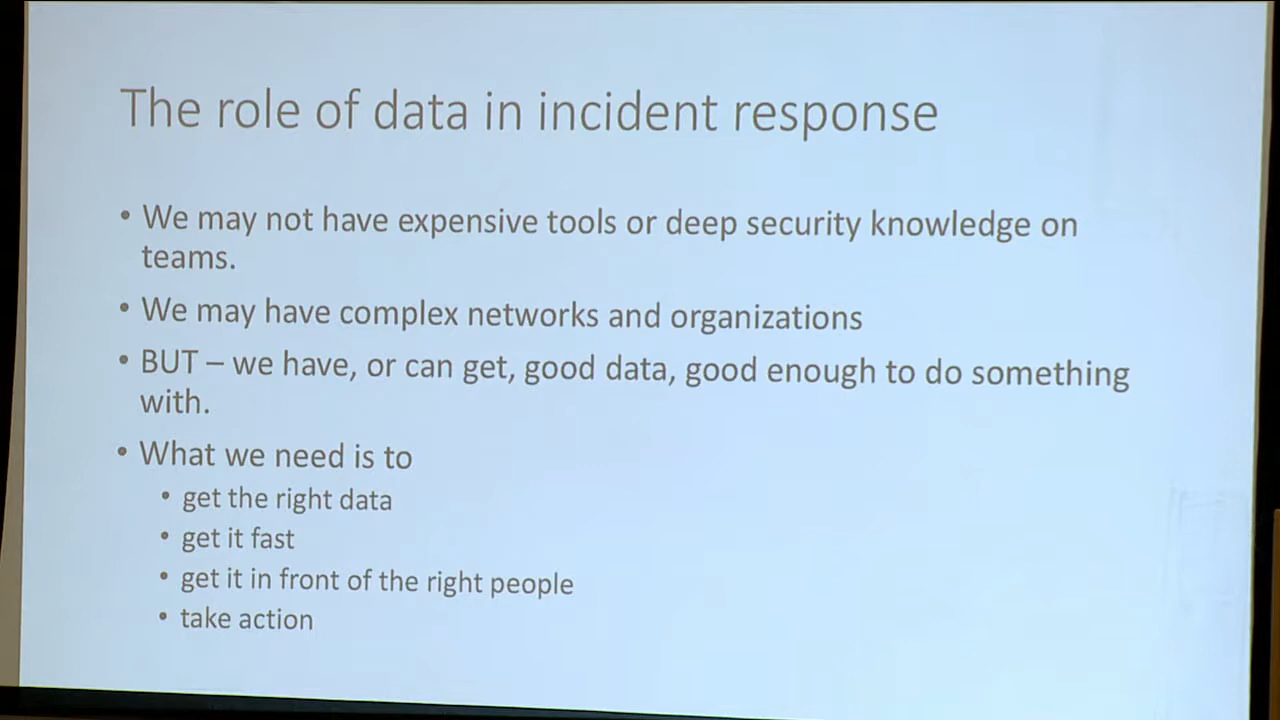 The role of data in incident response
• We may not have expensive tools or deep security knowledge on
teams.
• We may have complex networks and organizations
• BUT – we have, or can get, good data, good enough to do something
with.
• What we need is to
• get the right data
• get it fast
• get it in front of the right people
• take action